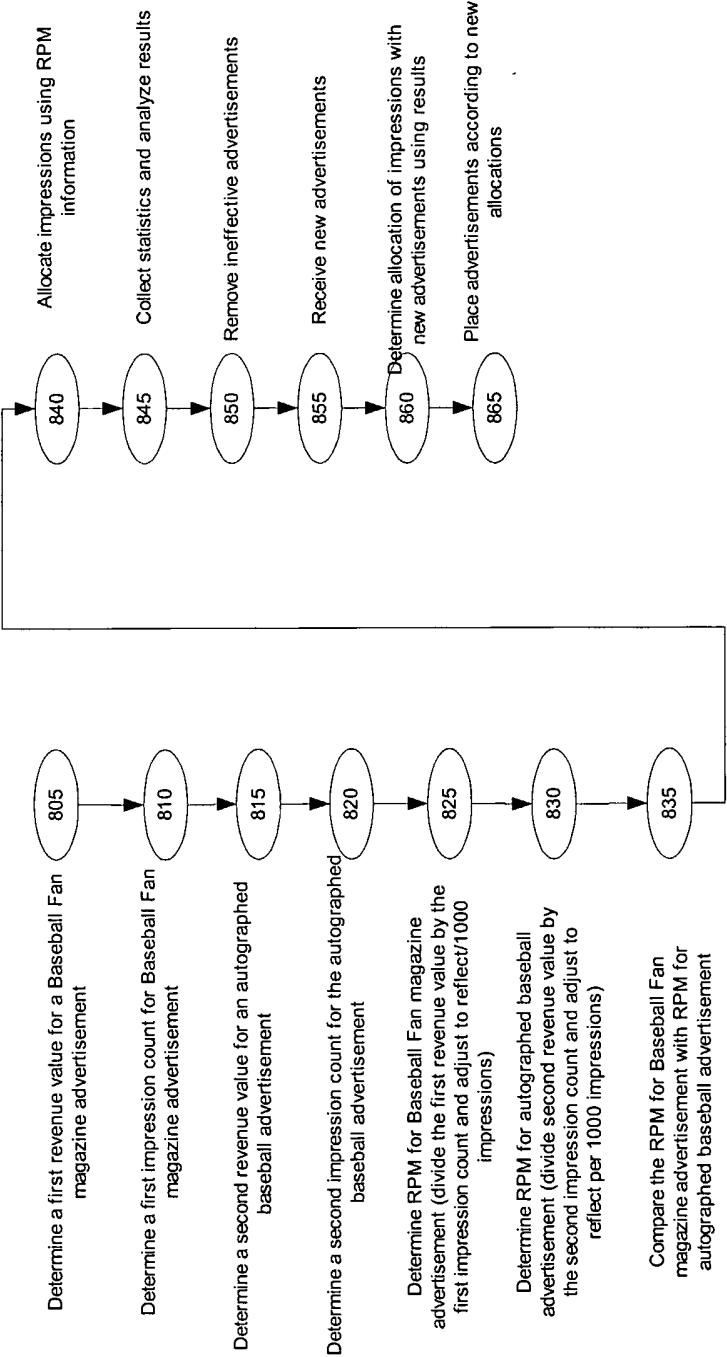 Determine a first revenue value for a Baseball Fan
magazine advertisement
805
Determine a first impression count for Baseball Fan
magazine advertisement
810
Determine a second revenue value for an autographed
baseball advertisement
815
Determine a second impression count for the autographed
baseball advertisement
820
Determine RPM for Baseball Fan magazine
advertisement (divide the first revenue value by the
first impression count and adjust to reflect/1000
impressions)
825
Determine RPM for autographed baseball
advertisement (divide second revenue value by
the second impression count and adjust to
reflect per 1000 impressions)
830
Compare the RPM for Baseball Fan
magazine advertisement with RPM for
autographed baseball advertisement
835
840
Allocate impressions using RPM
information
845
Collect statistics and analyze results
850
Remove ineffective advertisements
855
Receive new advertisements
860
Determine allocation of impressions with
new advertisements using results
865
Place advertisements according to new
allocations